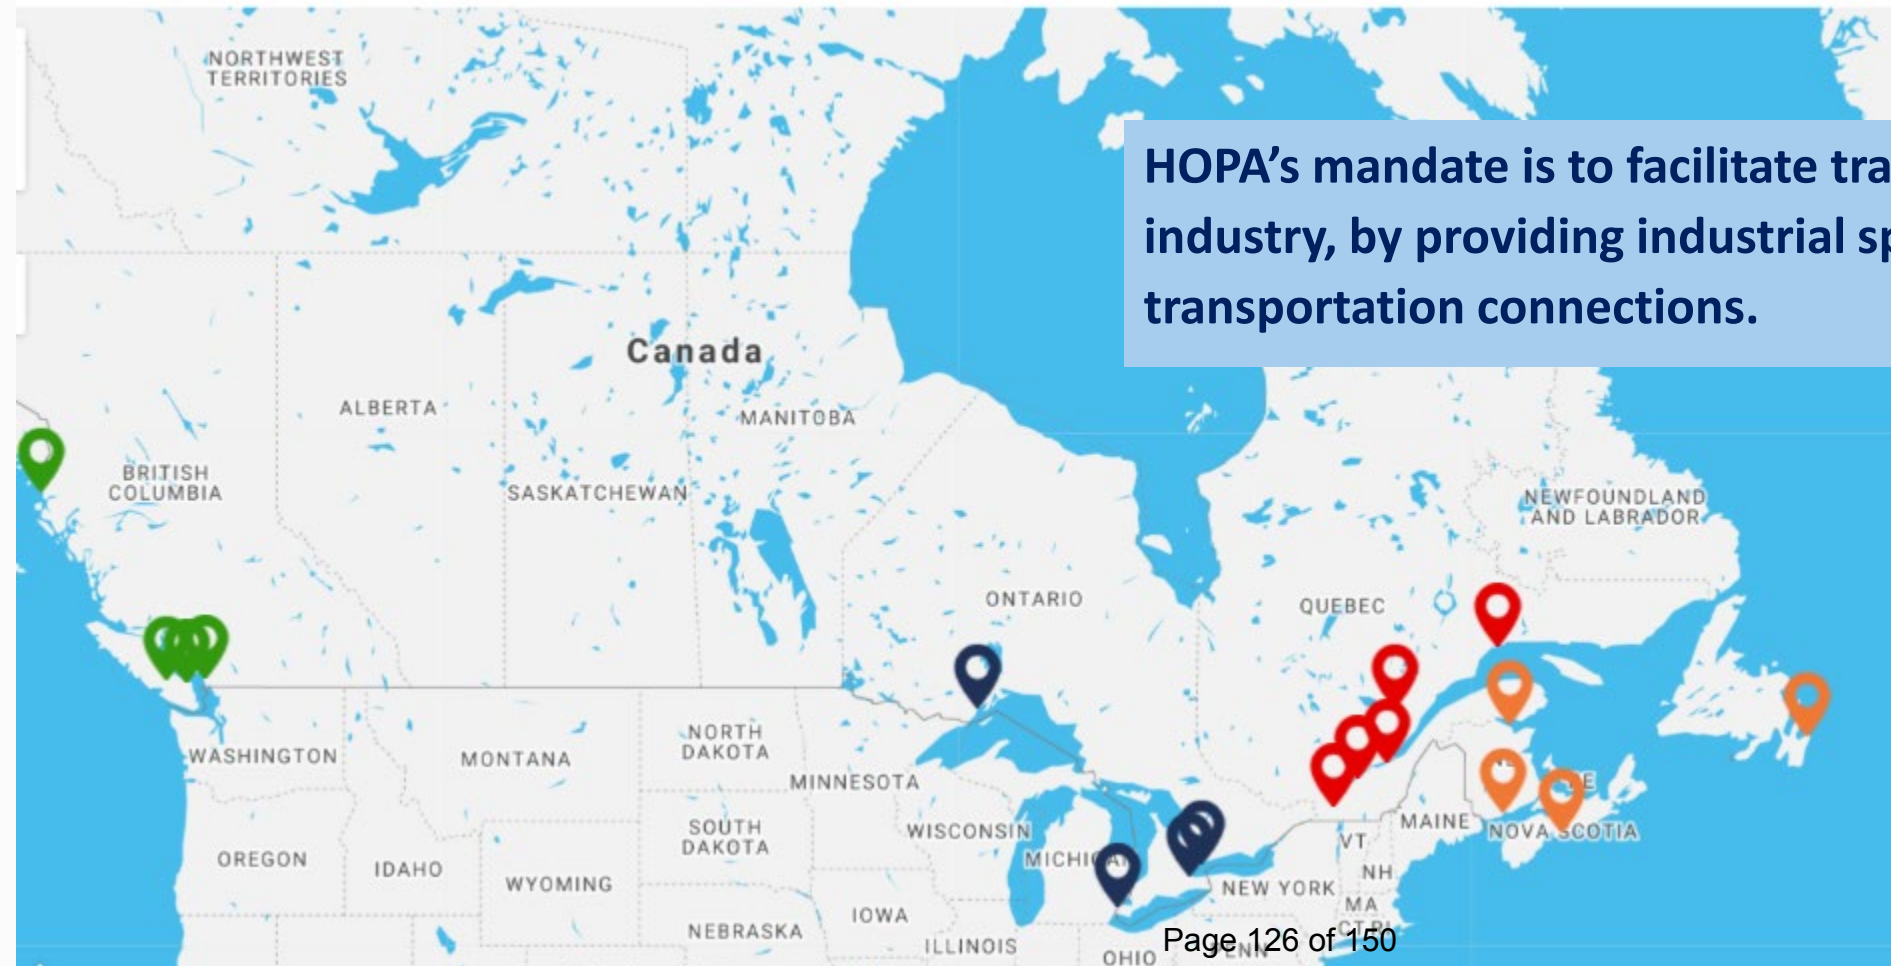 NORTHWEST
TERRITORIES
HOPA’s mandate is to facilitate tra
industry, by providing industrial sp
transportation connections.
Canada
ALBERTA
MANITOBA
BRITISH
COLUMBIA
SASKATCHEWAN
NEWFOUNDLAND
AND LABRADOR
ONTARIO
QUEBEC
WASHINGTON
MONTANA
NORTH
DAKOTA
MINNESOTA
SOUTH
DAKOTA
WISCONSIN
MAINE
NOVA SCOTIA
VT
OREGON
IDAHO
WYOMING
NH
NEW YORK
MA
IOWA
NEBRASKA
ILLINOIS
OHIO
Page 126 of 150